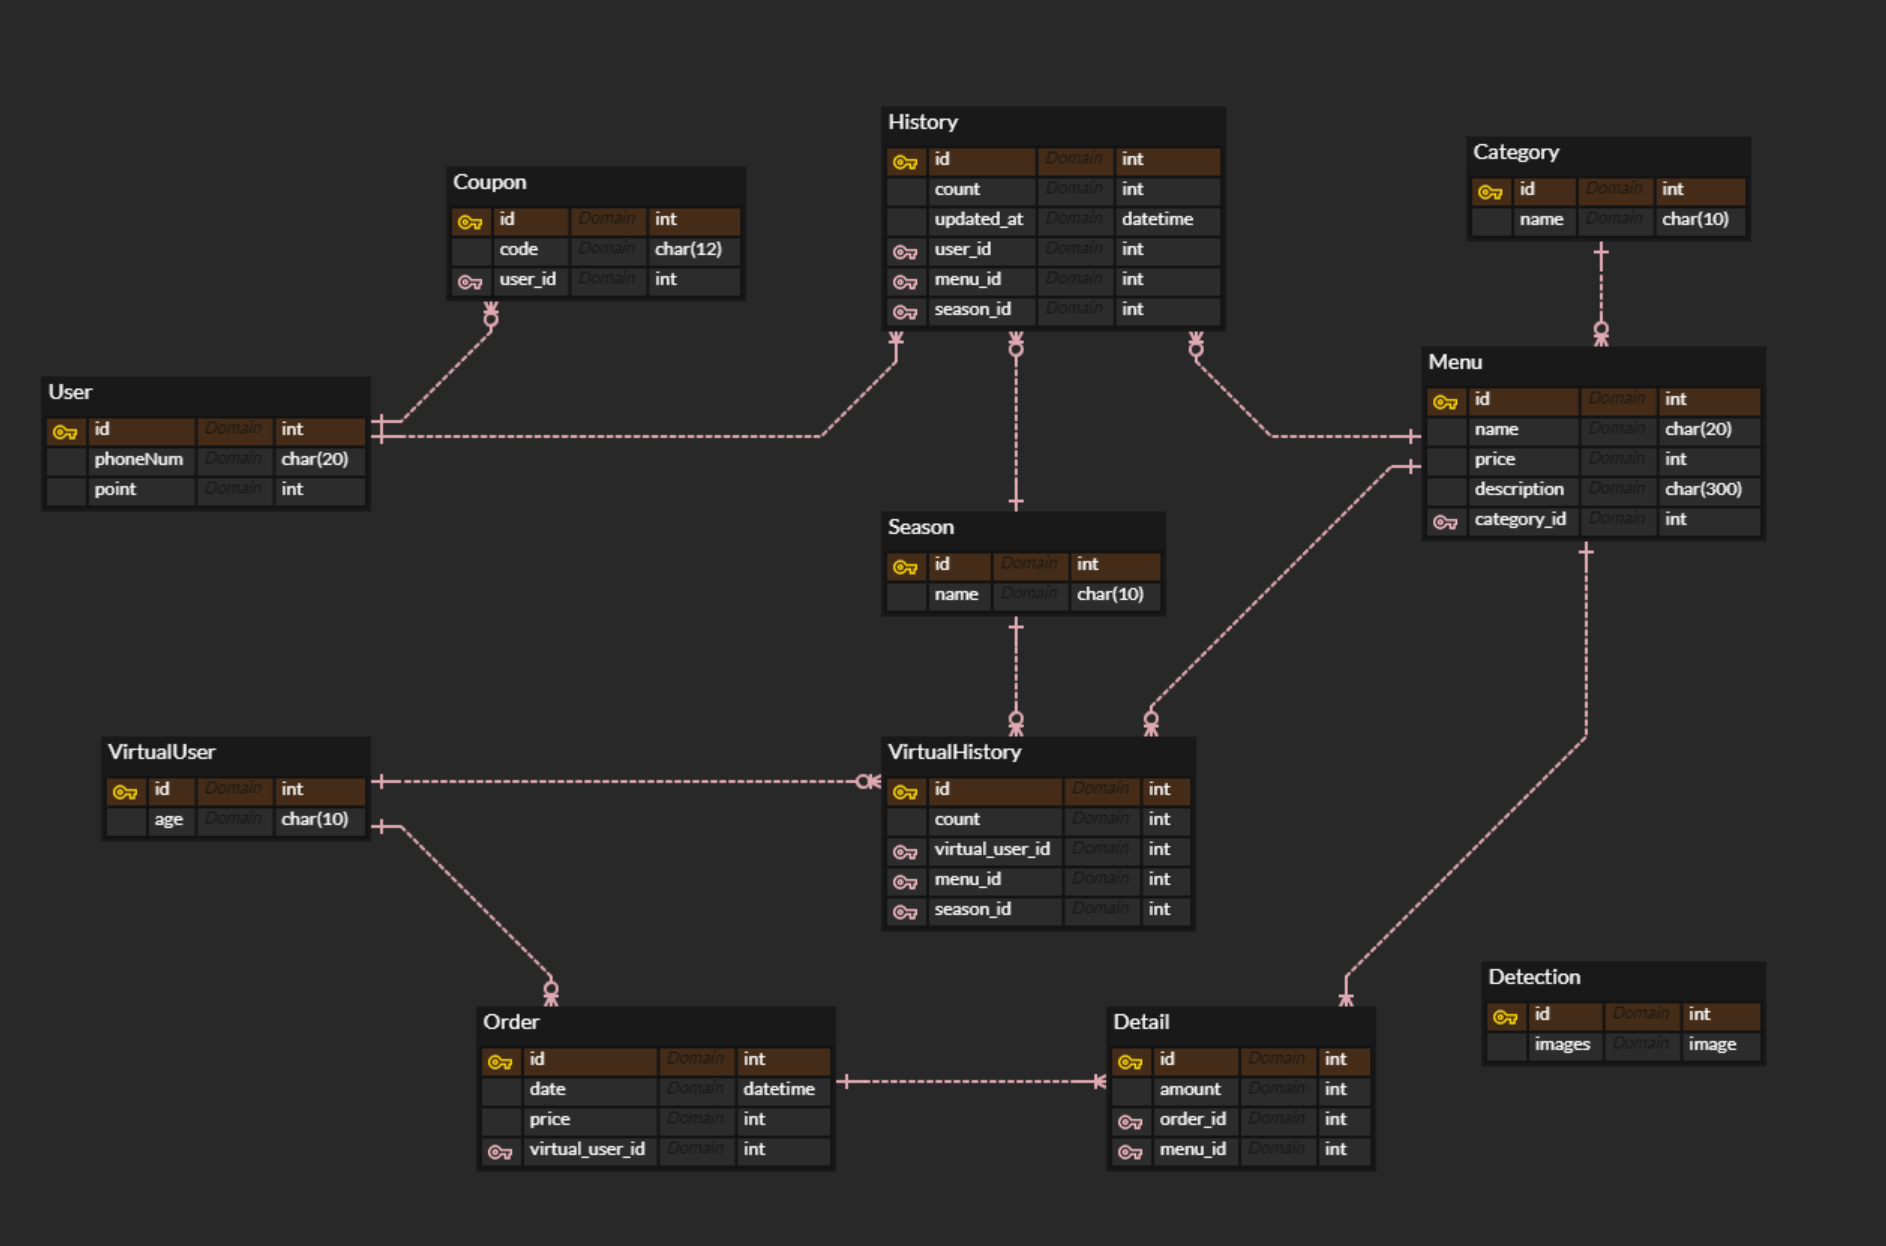 History
id Domain int
count Domain int
updated_at Domain datetime
user_id Domain int
menu_id Domain int
season_id Domain int
Category
id Domain int
name Domain char(10)
Coupon
id Domain int
code Domain char(12)
user_id Domain int
Menu
id Domain int
name Domain char(20)
price Domain int
description Domain char(300)
category_id Domain int
User
id Domain int
phoneNum Domain char(20)
point Domain int
Season
id Domain int
name Domain char(10)
VirtualUser
id Domain int
age Domain char(10)
VirtualHistory
id Domain int
count Domain int
virtual_user_id Domain int
menu_id Domain int
season_id Domain int
Detection
id Domain int
images Domain image
Order
id Domain int
date Domain datetime
price Domain int
virtual_user_id Domain int
Detail
id Domain int
amount Domain int
order_id Domain int
menu_id Domain int